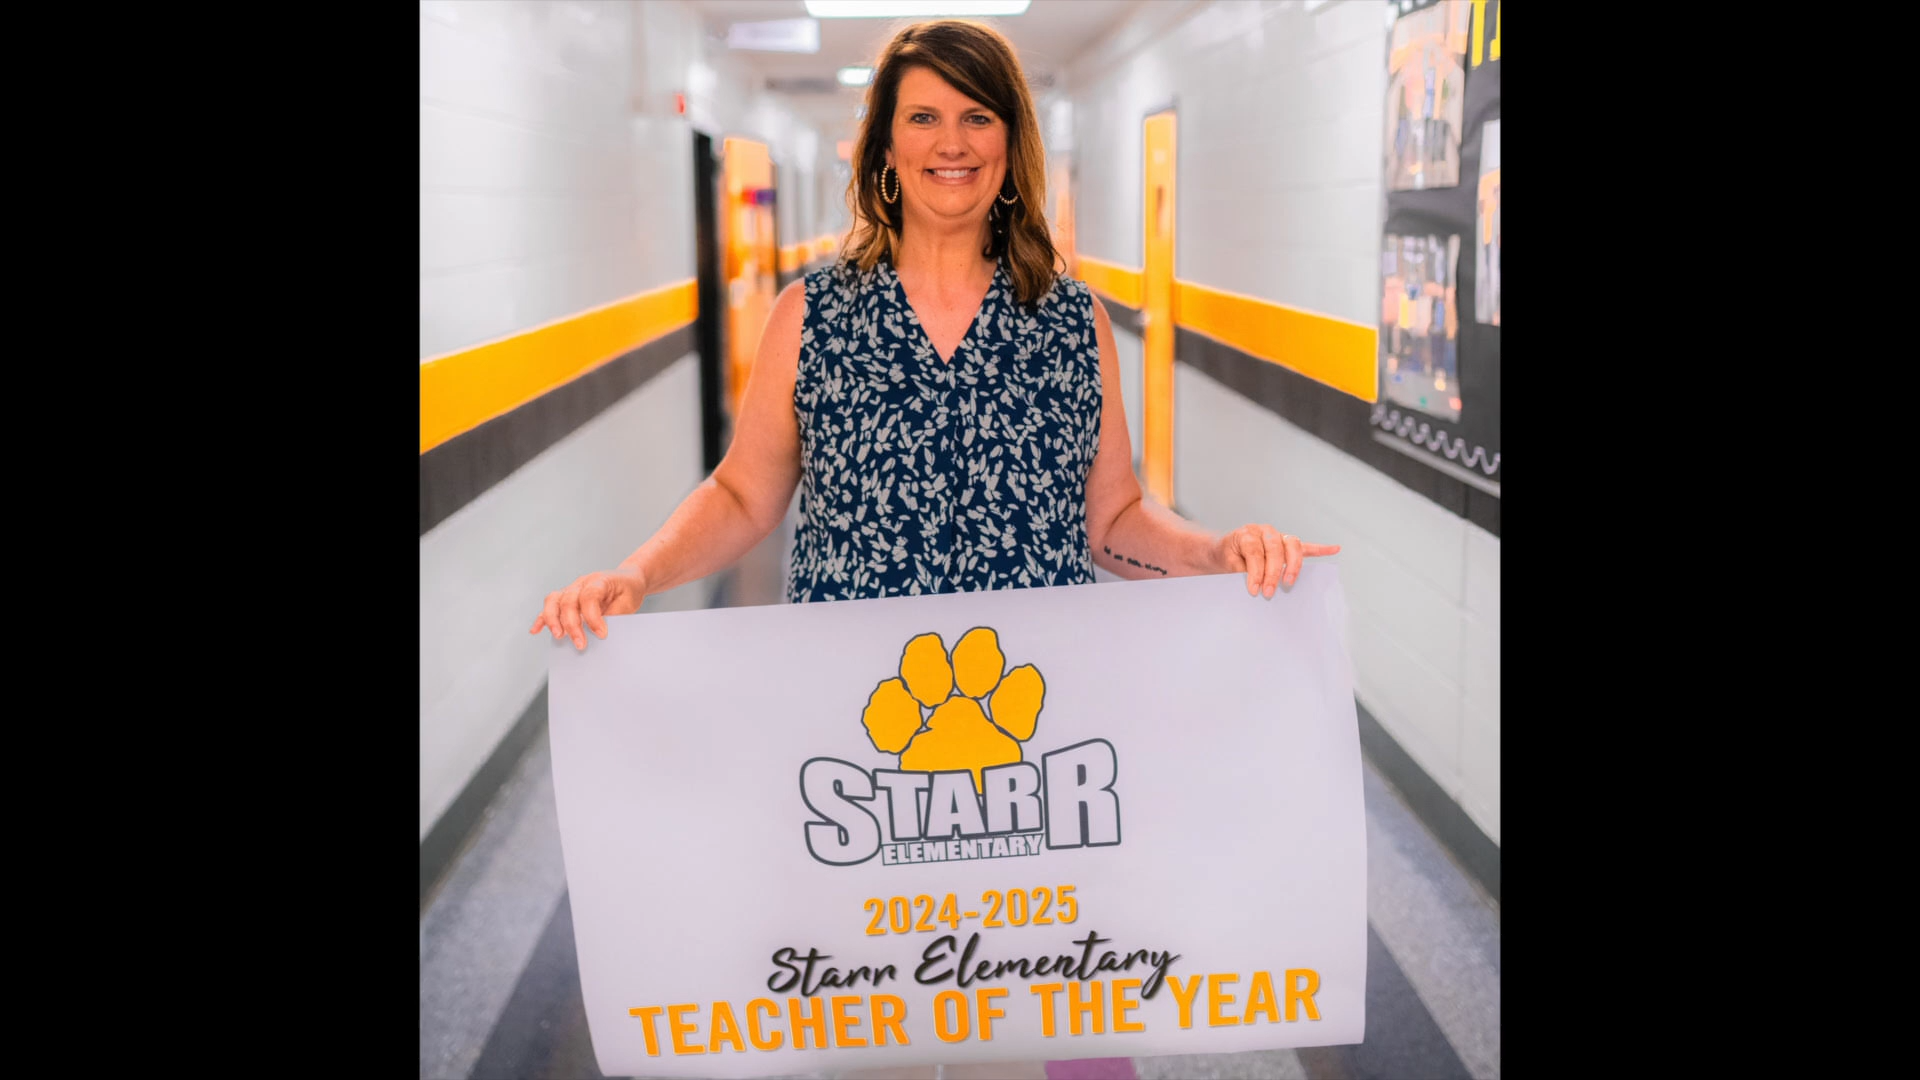 STARR
ELEMENTARY
2024-2025
Starr Elementary
TEACHER OF THE YEAR